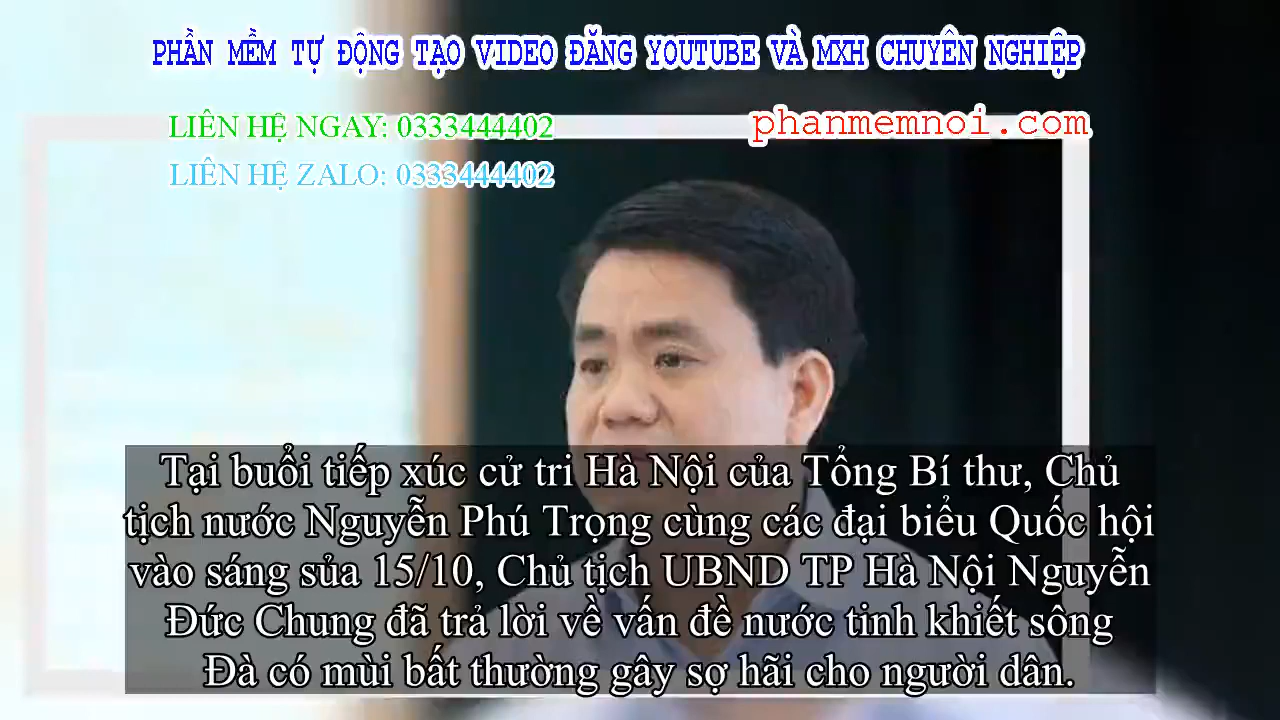 PHẦN MỀM TỰ ĐỘNG TẠO VIDEO ĐĂNG YOUTUBE VÀ MXH CHUYÊN NGHIỆP
LIÊN HỆ NGAY: 0333444402
phanmemnoi.com
LIÊN HỆ ZALO: 0333444402
Tại buổi tiếp xúc cử tri Hà Nội của Tổng Bí thư, Chủ
tịch nước Nguyễn Phú Trọng cùng các đại biểu Quốc hội
vào sáng sủa 15/10, Chủ tịch UBND TP Hà Nội Nguyễn
Đức Chung đã trả lời về vấn đề nước tinh khiết sông
Đà có mùi bất thường gây sợ hãi cho người dân.